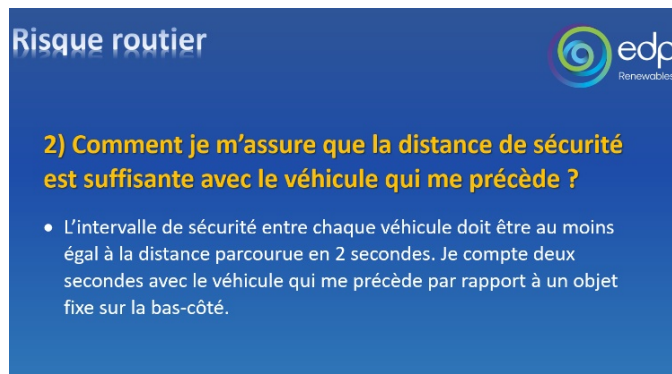 Risque routier
edp
Renewables
2) Comment je m’assure que la distance de sécurité
est suffisante avec le véhicule qui me précède ?
• L’intervalle de sécurité entre chaque véhicule doit être au moins
égal à la distance parcourue en 2 secondes. Je compte deux
secondes avec le véhicule qui me précède par rapport à un objet
fixe sur la bas-côté.